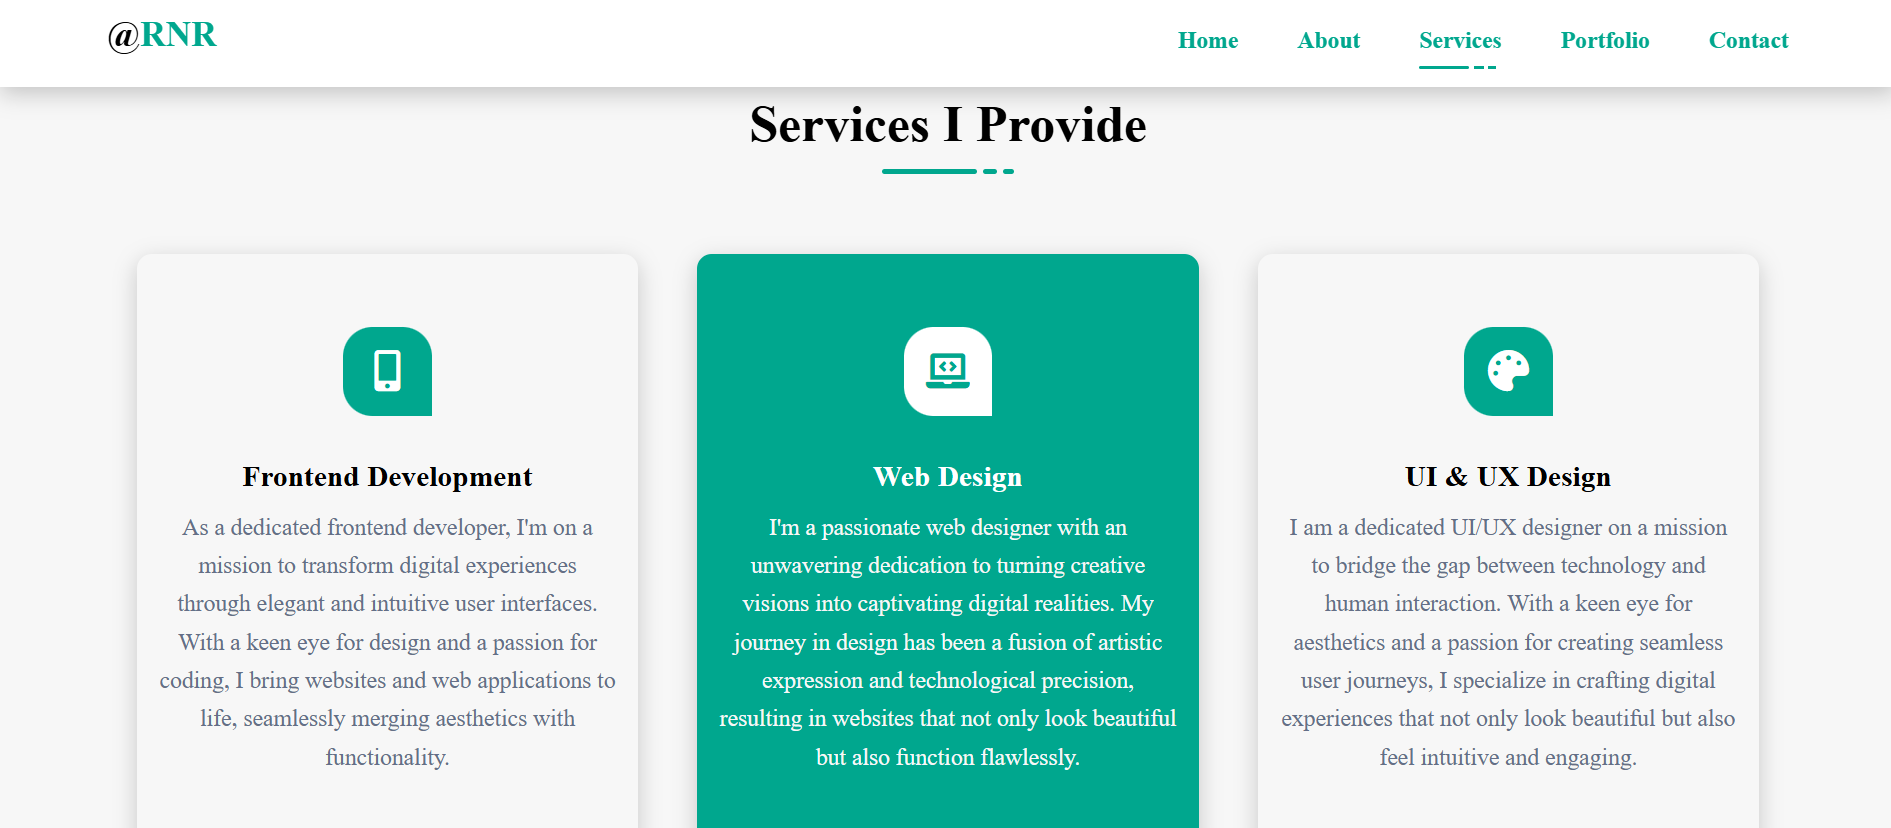 @RNR
Home About Services Portfolio Contact
Services I Provide
Frontend Development
As a dedicated frontend developer, I'm on a
mission to transform digital experiences
through elegant and intuitive user interfaces.
With a keen eye for design and a passion for
coding, I bring websites and web applications to
life, seamlessly merging aesthetics with
functionality.
Web Design
I'm a passionate web designer with an
unwavering dedication to turning creative
visions into captivating digital realities. My
journey in design has been a fusion of artistic
expression and technological precision,
resulting in websites that not only look beautiful
but also function flawlessly.
UI & UX Design
I am a dedicated UI/UX designer on a mission
to bridge the gap between technology and
human interaction. With a keen eye for
aesthetics and a passion for creating seamless
user journeys, I specialize in crafting digital
experiences that not only look beautiful but also
feel intuitive and engaging.